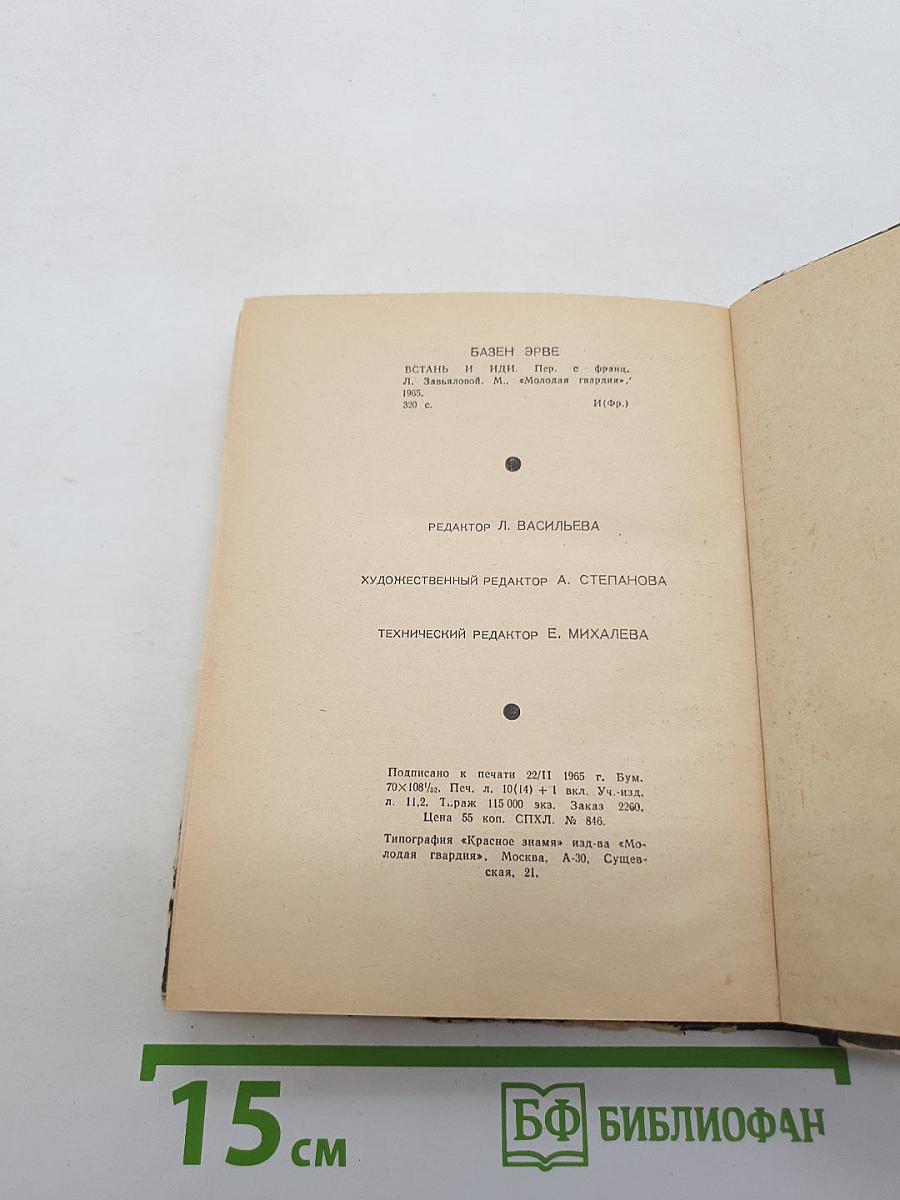 БАЗЕН ЭРВЕ
ВСТАНЬ И ИДИ. Пер. с франц.
Л. Завьяловой. М., «Молодая гвардия»,
1965.
320 с. И(Фр.)
РЕДАКТОР Л. ВАСИЛЬЕВА
ХУДОЖЕСТВЕННЫЙ РЕДАКТОР А. СТЕПАНОВА
ТЕХНИЧЕСКИЙ РЕДАКТОР Е. МИХАЛЕВА
Подписано к печати 22/II 1965 г. Бум.
70×108¹/₃₂. Печ. л. 10(14) + 1 вкл. Уч.-изд.
л. 11,2. Т..раж 115 000 экз. Заказ 2260.
Цена 55 коп. СПХЛ. № 846.
Типография «Красное знамя» изд-ва «Мо-
лодая гвардия». Москва, А-30, Сущев-
ская, 21.
15 см
БФ БИБЛИОФАН